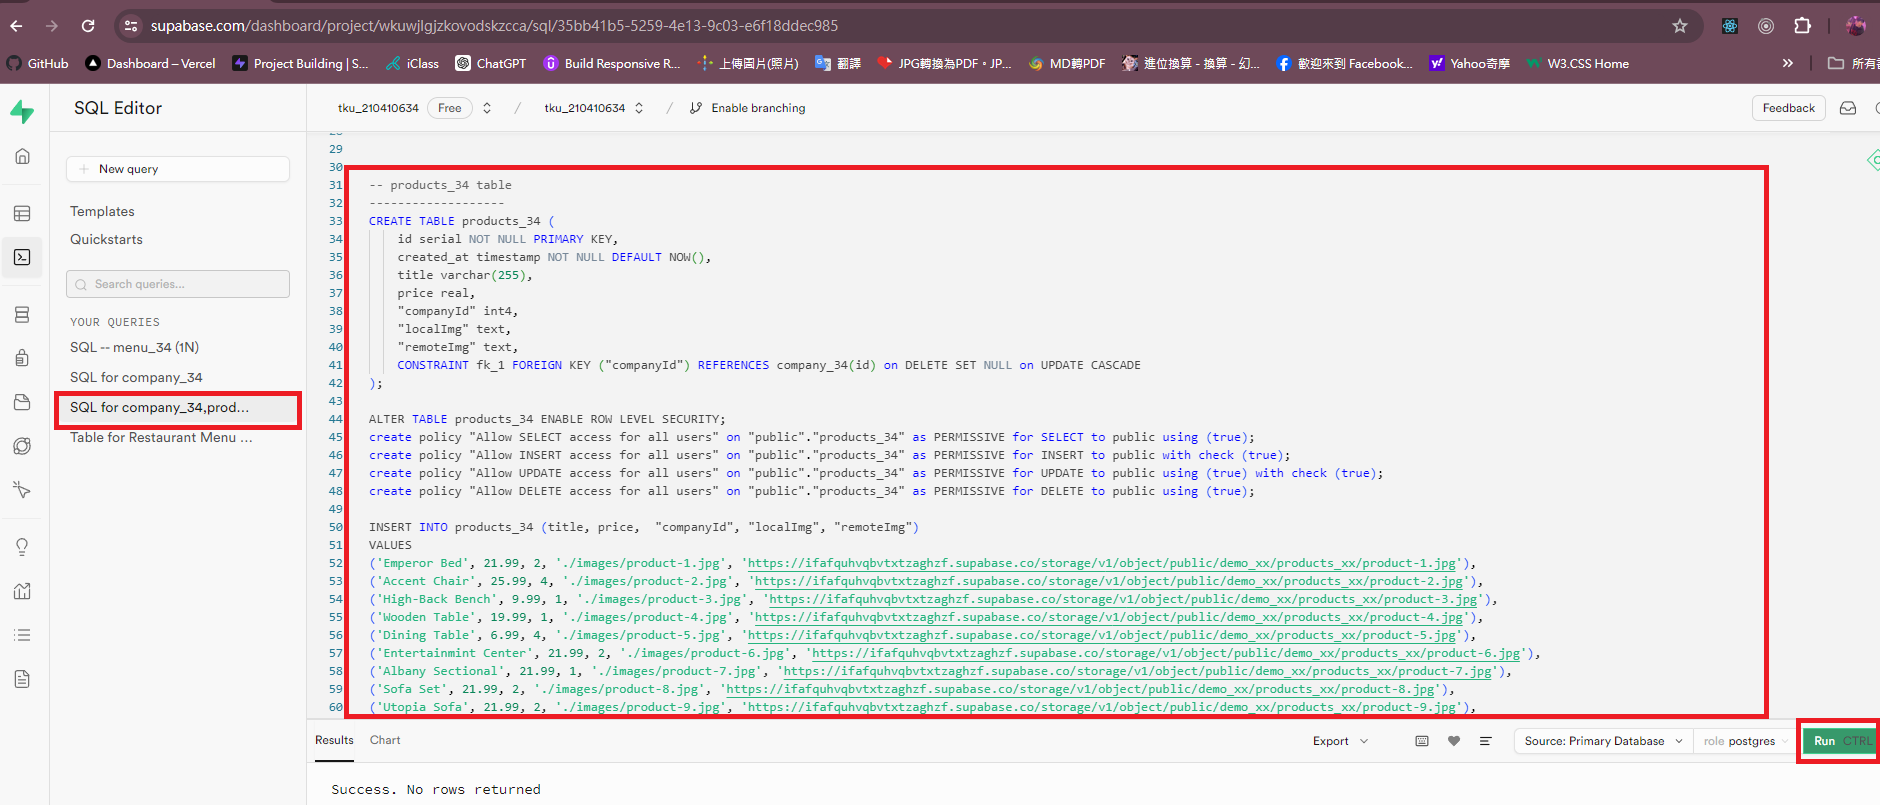 supabase.com/dashboard/project/wkuwjlgjzkovodskzcca/sql/35bb41b5-5259-4e13-9c03-e6f18ddec985
GitHub Dashboard – Vercel Project Building | S... iClass ChatGPT Build Responsive R... 上傳圖片(照片) 翻譯 JPG轉換為PDF。JP... MD轉PDF 進位換算 - 換算 - 幻... 歡迎來到 Facebook... Yahoo奇摩 W3.CSS Home » 所有
SQL Editor
tku_210410634 Free / tku_210410634 / Enable branching
Feedback
+ New query
Templates
Quickstarts
Search queries...
YOUR QUERIES
SQL -- menu_34 (1N)
SQL for company_34
SQL for company_34,prod...
Table for Restaurant Menu ...
28
29
30
31 -- products_34 table
32 -------------------
33 CREATE TABLE products_34 (
34 id serial NOT NULL PRIMARY KEY,
35 created_at timestamp NOT NULL DEFAULT NOW(),
36 title varchar(255),
37 price real,
38 "companyId" int4,
39 "localImg" text,
40 "remoteImg" text,
41 CONSTRAINT fk_1 FOREIGN KEY ("companyId") REFERENCES company_34(id) on DELETE SET NULL on UPDATE CASCADE
42 );
43
44 ALTER TABLE products_34 ENABLE ROW LEVEL SECURITY;
45 create policy "Allow SELECT access for all users" on "public"."products_34" as PERMISSIVE for SELECT to public using (true);
46 create policy "Allow INSERT access for all users" on "public"."products_34" as PERMISSIVE for INSERT to public with check (true);
47 create policy "Allow UPDATE access for all users" on "public"."products_34" as PERMISSIVE for UPDATE to public using (true) with check (true);
48 create policy "Allow DELETE access for all users" on "public"."products_34" as PERMISSIVE for DELETE to public using (true);
49
50 INSERT INTO products_34 (title, price, "companyId", "localImg", "remoteImg")
51 VALUES
52 ('Emperor Bed', 21.99, 2, './images/product-1.jpg', 'https://ifafquhvqbvtxtzaghzf.supabase.co/storage/v1/object/public/demo_xx/products_xx/product-1.jpg'),
53 ('Accent Chair', 25.99, 4, './images/product-2.jpg', 'https://ifafquhvqbvtxtzaghzf.supabase.co/storage/v1/object/public/demo_xx/products_xx/product-2.jpg'),
54 ('High-Back Bench', 9.99, 1, './images/product-3.jpg', 'https://ifafquhvqbvtxtzaghzf.supabase.co/storage/v1/object/public/demo_xx/products_xx/product-3.jpg'),
55 ('Wooden Table', 19.99, 1, './images/product-4.jpg', 'https://ifafquhvqbvtxtzaghzf.supabase.co/storage/v1/object/public/demo_xx/products_xx/product-4.jpg'),
56 ('Dining Table', 6.99, 4, './images/product-5.jpg', 'https://ifafquhvqbvtxtzaghzf.supabase.co/storage/v1/object/public/demo_xx/products_xx/product-5.jpg'),
57 ('Entertainmint Center', 21.99, 2, './images/product-6.jpg', 'https://ifafquhvqbvtxtzaghzf.supabase.co/storage/v1/object/public/demo_xx/products_xx/product-6.jpg'),
58 ('Albany Sectional', 21.99, 1, './images/product-7.jpg', 'https://ifafquhvqbvtxtzaghzf.supabase.co/storage/v1/object/public/demo_xx/products_xx/product-7.jpg'),
59 ('Sofa Set', 21.99, 2, './images/product-8.jpg', 'https://ifafquhvqbvtxtzaghzf.supabase.co/storage/v1/object/public/demo_xx/products_xx/product-8.jpg'),
60 ('Utopia Sofa', 21.99, 2, './images/product-9.jpg', 'https://ifafquhvqbvtxtzaghzf.supabase.co/storage/v1/object/public/demo_xx/products_xx/product-9.jpg'),
Results Chart Export Source: Primary Database role postgres Run CTRL
Success. No rows returned